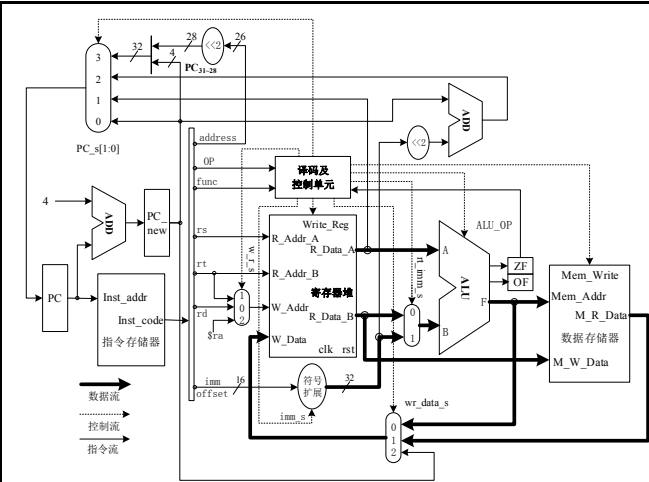 28
<<2
26
32
4
PC31~28
3
2
1
0
PC_s[1:0]
ADD
<<2
address
OP
func
译码及
控制单元
4
ADD
PC_
new
Write_Reg
R_Data_A
R_Addr_A
R_Addr_B
寄存器堆
W_Addr
R_Data_B
W_Data
clk rst
rs
rt
rd
$ra
w_r_s
1
0
2
rt_imm_s
0
1
ALU_OP
A
ALU
F
B
ZF
OF
Mem_Write
Mem_Addr
M_R_Data
数据存储器
M_W_Data
PC
Inst_addr
Inst_code
指令存储器
imm
offset
16
符号
扩展
32
imm_s
wr_data_s
0
1
2
数据流
控制流
指令流